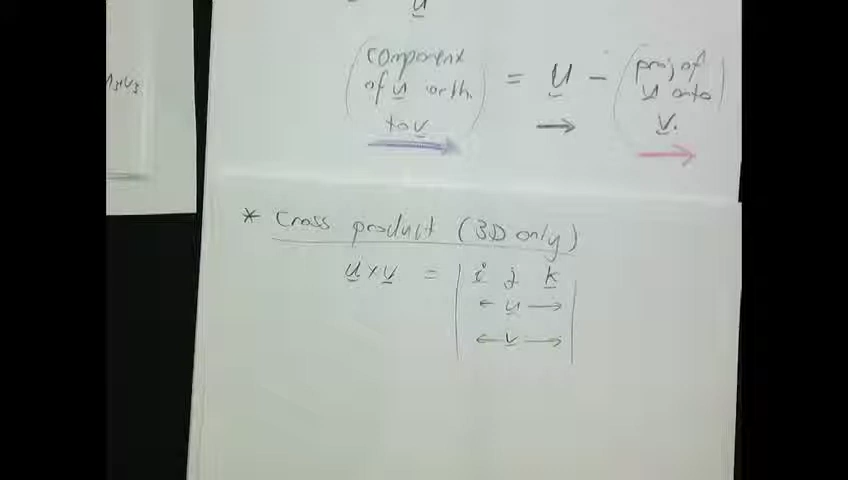 u
(component of u orth. to v) = u - (proj of u onto v.)
* Cross product (3D only)
u × v = | i j k
← u →
← v → |